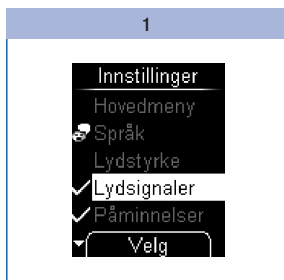 1
Innstillinger
Hovedmeny
Språk
Lydstyrke
Lydsignaler
Påminnelser
Velg